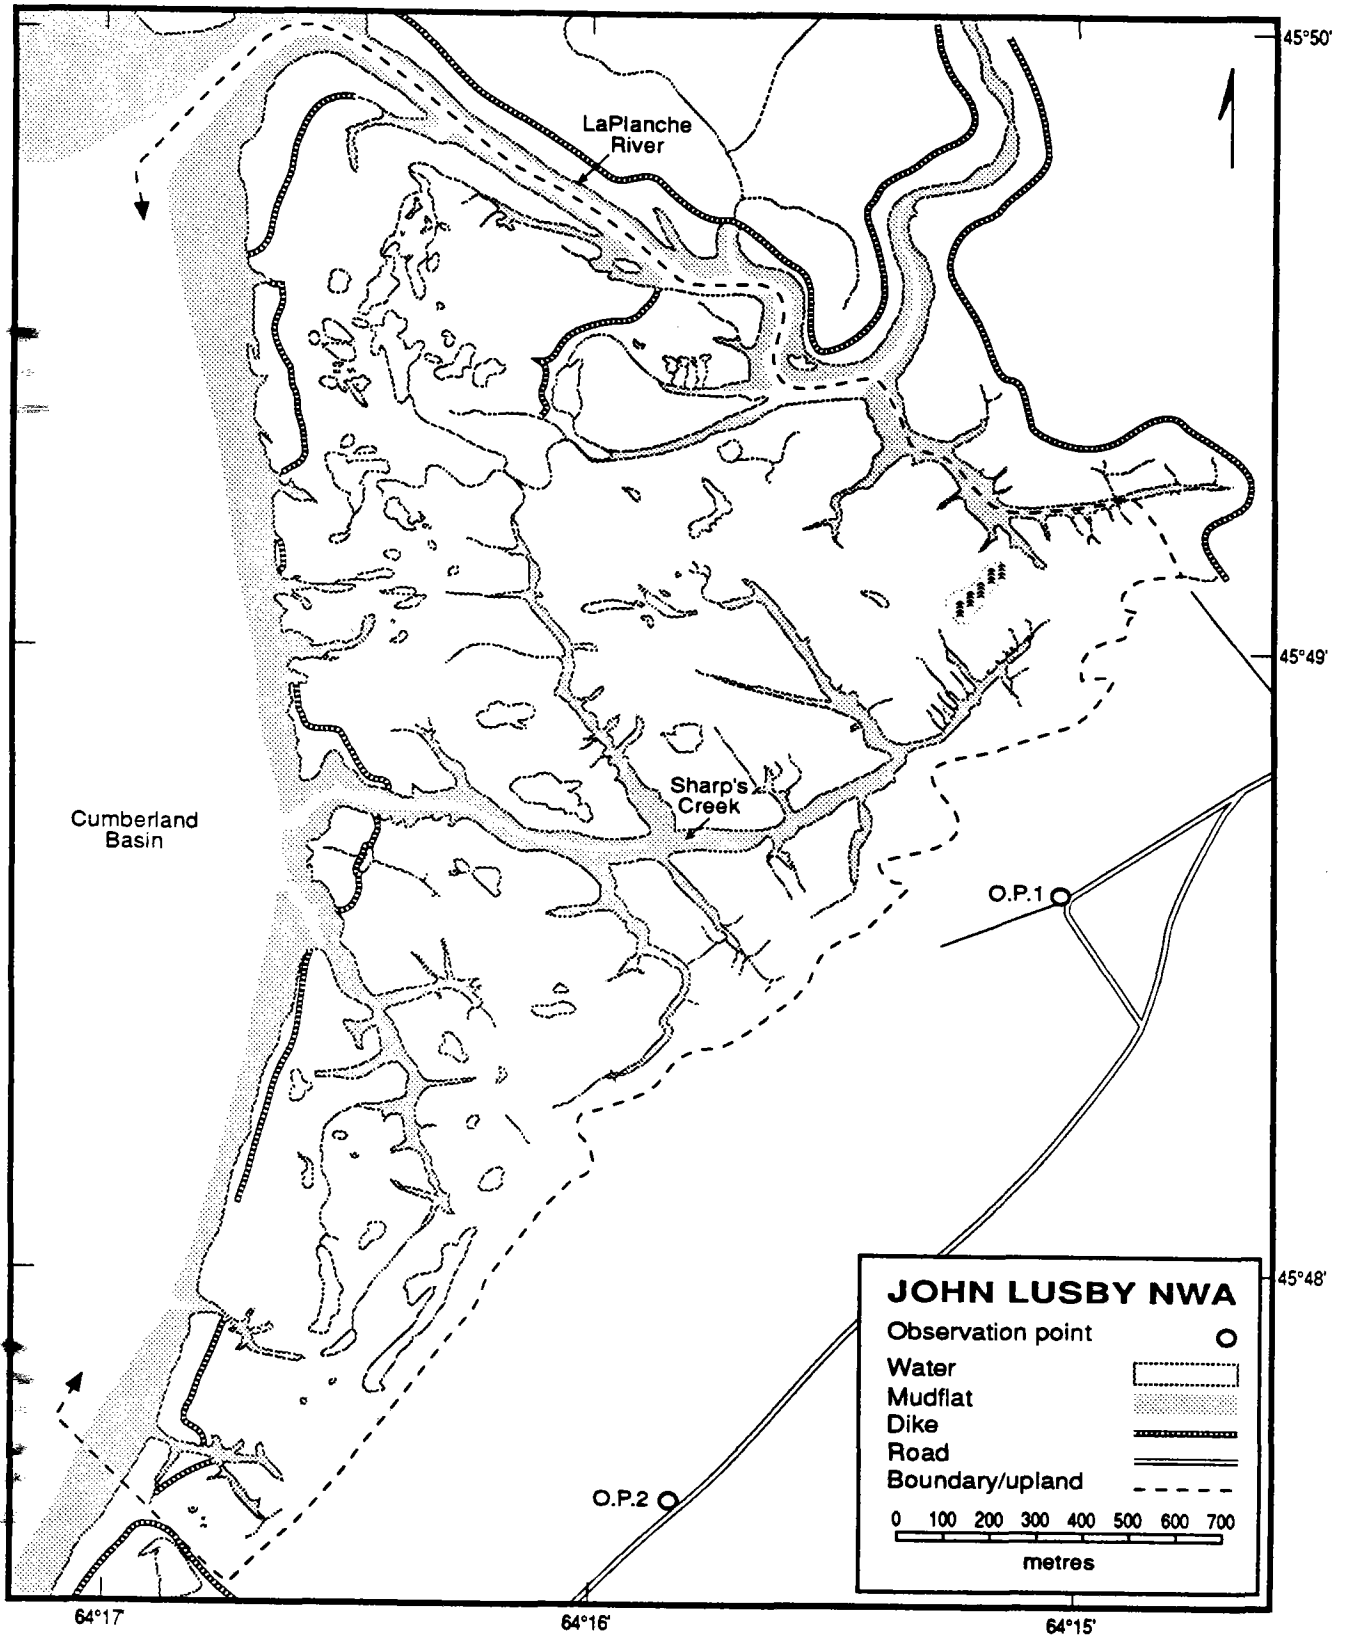 45°50'
LaPlanche
River
45°49'
Sharp's
Creek
Cumberland
Basin
O.P.1
45°48'
JOHN LUSBY NWA
Observation point
Water
Mudflat
Dike
Road
Boundary/upland
0 100 200 300 400 500 600 700
metres
O.P.2
64°17'
64°16'
64°15'